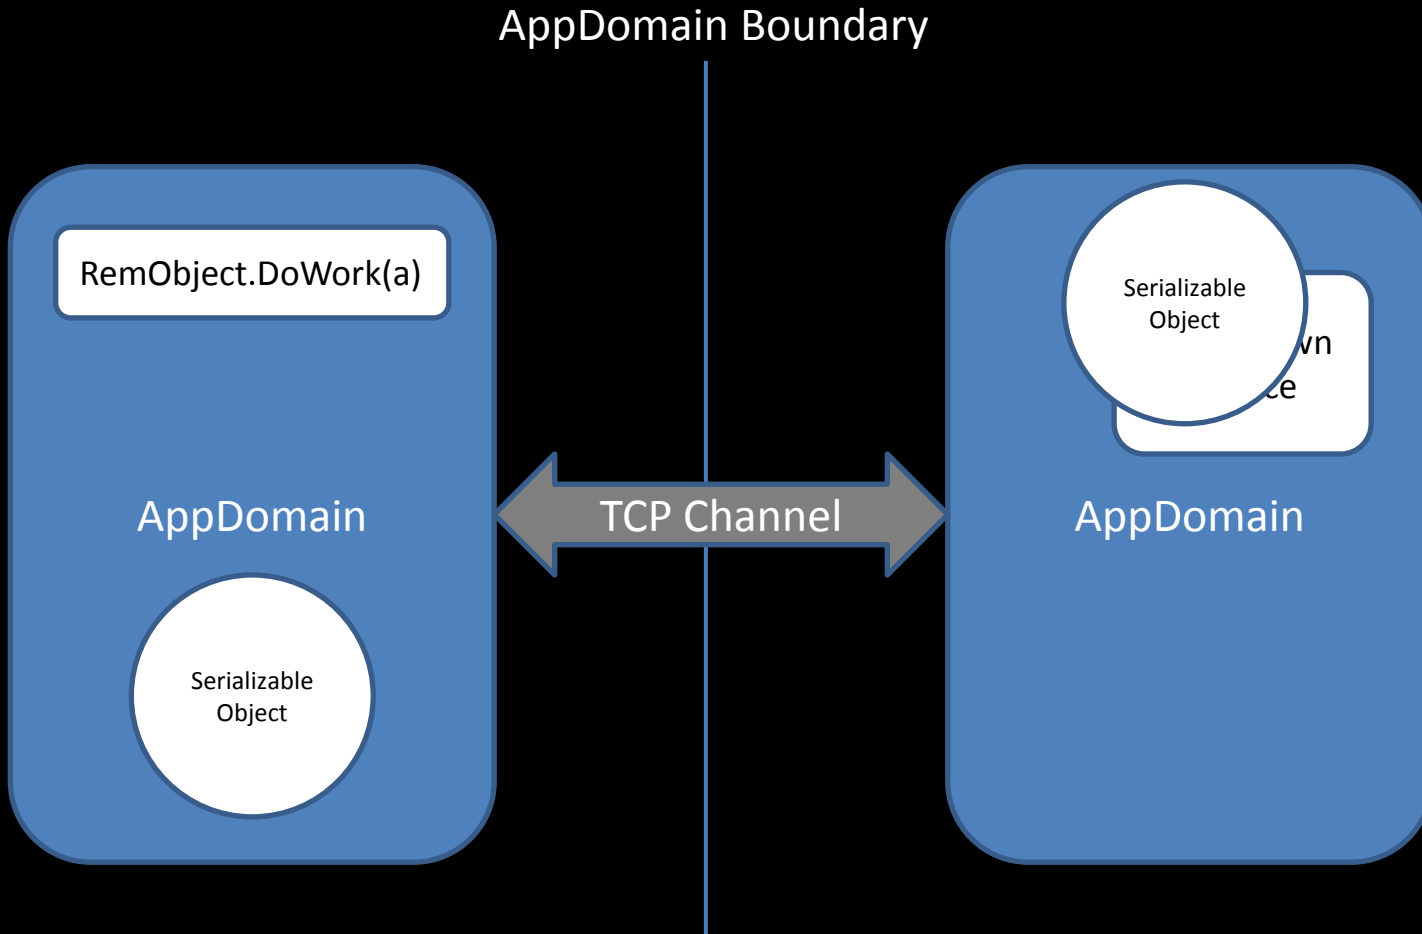 AppDomain Boundary
RemObject.DoWork(a)
AppDomain
Serializable
Object
TCP Channel
Serializable
Object
AppDomain